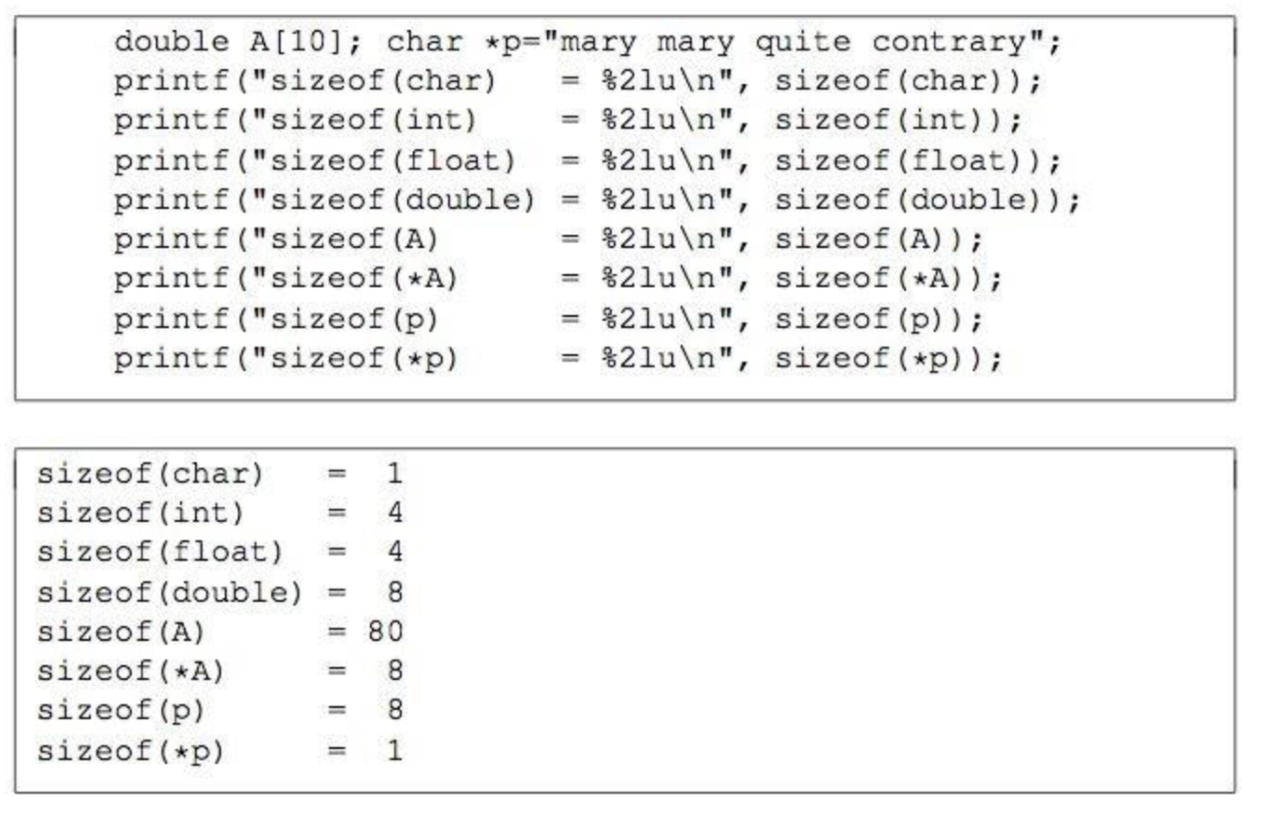 double A[10]; char *p="mary mary quite contrary";
printf("sizeof(char)   = %2lu\n", sizeof(char));
printf("sizeof(int)    = %2lu\n", sizeof(int));
printf("sizeof(float)  = %2lu\n", sizeof(float));
printf("sizeof(double) = %2lu\n", sizeof(double));
printf("sizeof(A)      = %2lu\n", sizeof(A));
printf("sizeof(*A)     = %2lu\n", sizeof(*A));
printf("sizeof(p)      = %2lu\n", sizeof(p));
printf("sizeof(*p)     = %2lu\n", sizeof(*p));
sizeof(char)   =  1
sizeof(int)    =  4
sizeof(float)  =  4
sizeof(double) =  8
sizeof(A)      = 80
sizeof(*A)     =  8
sizeof(p)      =  8
sizeof(*p)     =  1